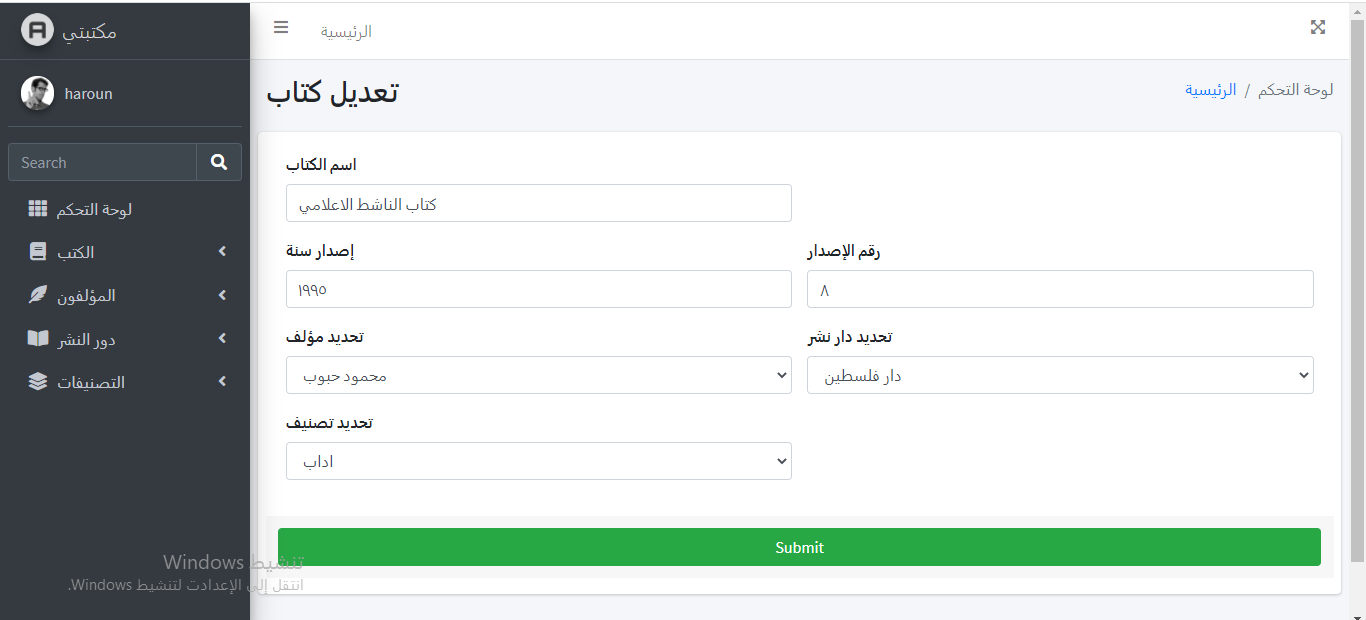 مكتبتي
haroun
Search
لوحة التحكم
الكتب
المؤلفون
دور النشر
التصنيفات
الرئيسية
تعديل كتاب
لوحة التحكم / الرئيسية
اسم الكتاب
كتاب الناشط الاعلامي
إصدار سنة
رقم الإصدار
١٩٩٥
٨
تحديد مؤلف
تحديد دار نشر
محمود حبوب
دار فلسطين
تحديد تصنيف
اداب
Submit
تنشيط Windows
انتقل إلى الإعدادت لتنشيط Windows.